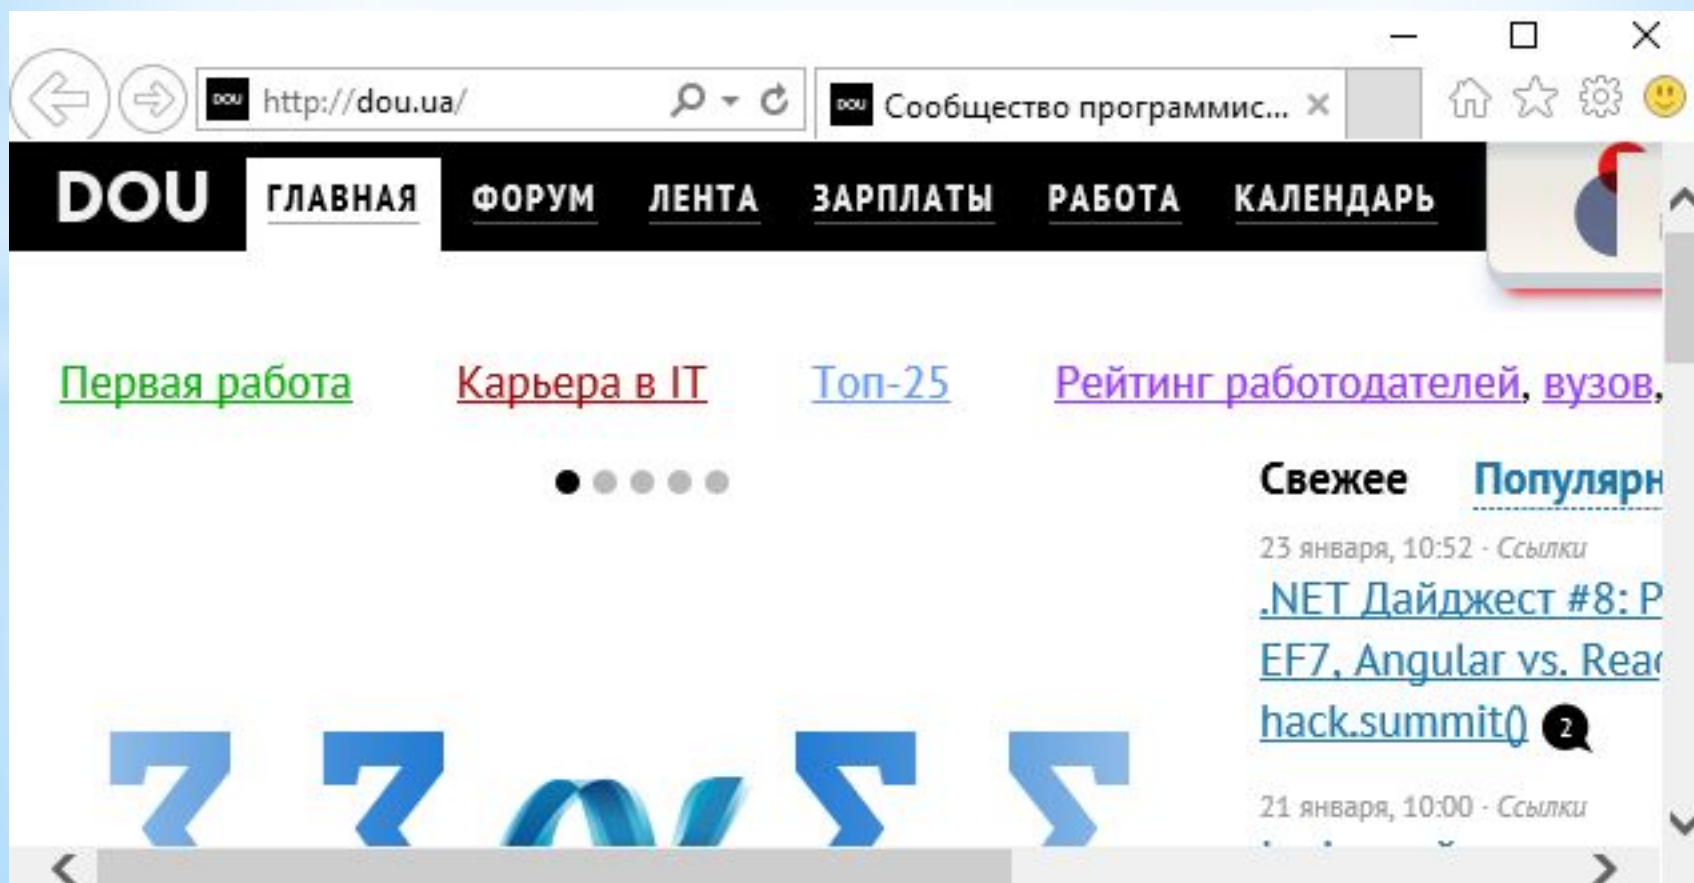 http://dou.ua/
Сообщество программис...
DOU ГЛАВНАЯ ФОРУМ ЛЕНТА ЗАРПЛАТЫ РАБОТА КАЛЕНДАРЬ
Первая работа Карьера в IT Топ-25 Рейтинг работодателей, вузов,
Свежее Популярн
23 января, 10:52 · Ссылки
.NET Дайджест #8: P
EF7, Angular vs. Reac
hack.summit() 2
21 января, 10:00 · Ссылки